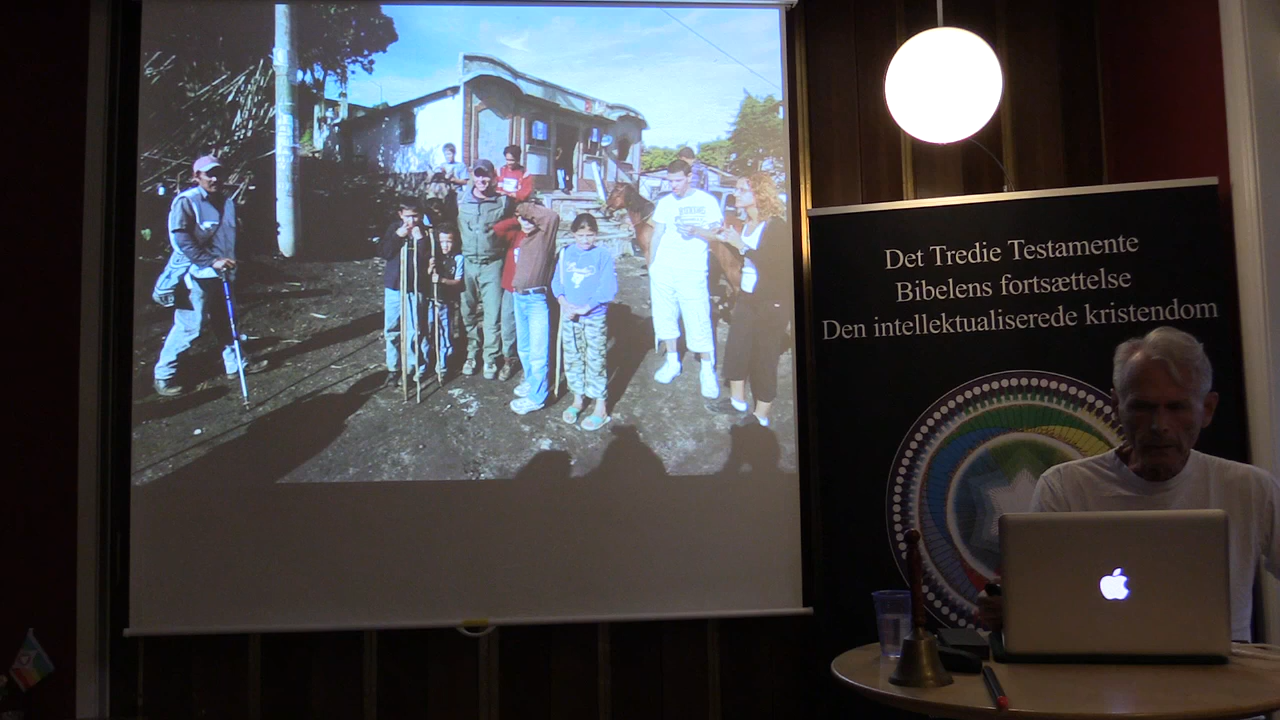 Det Tredie Testamente
Bibelens fortsættelse
Den intellektualiserede kristendom